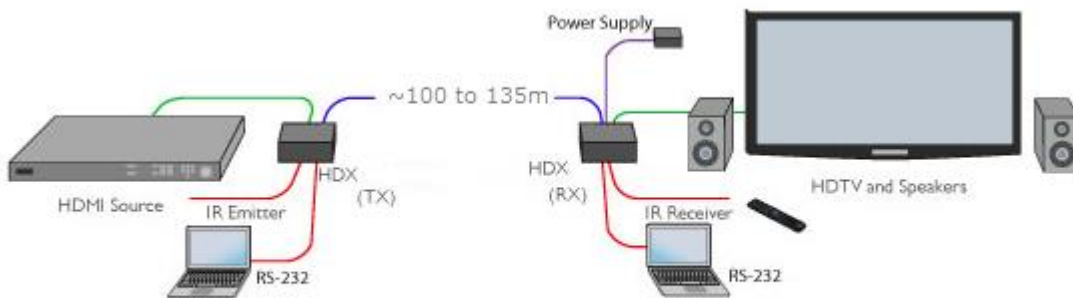 Power Supply
~100 to 135m
HDX
(TX)
HDX
(RX)
HDMI Source
IR Emitter
IR Receiver
HDTV and Speakers
RS-232
RS-232